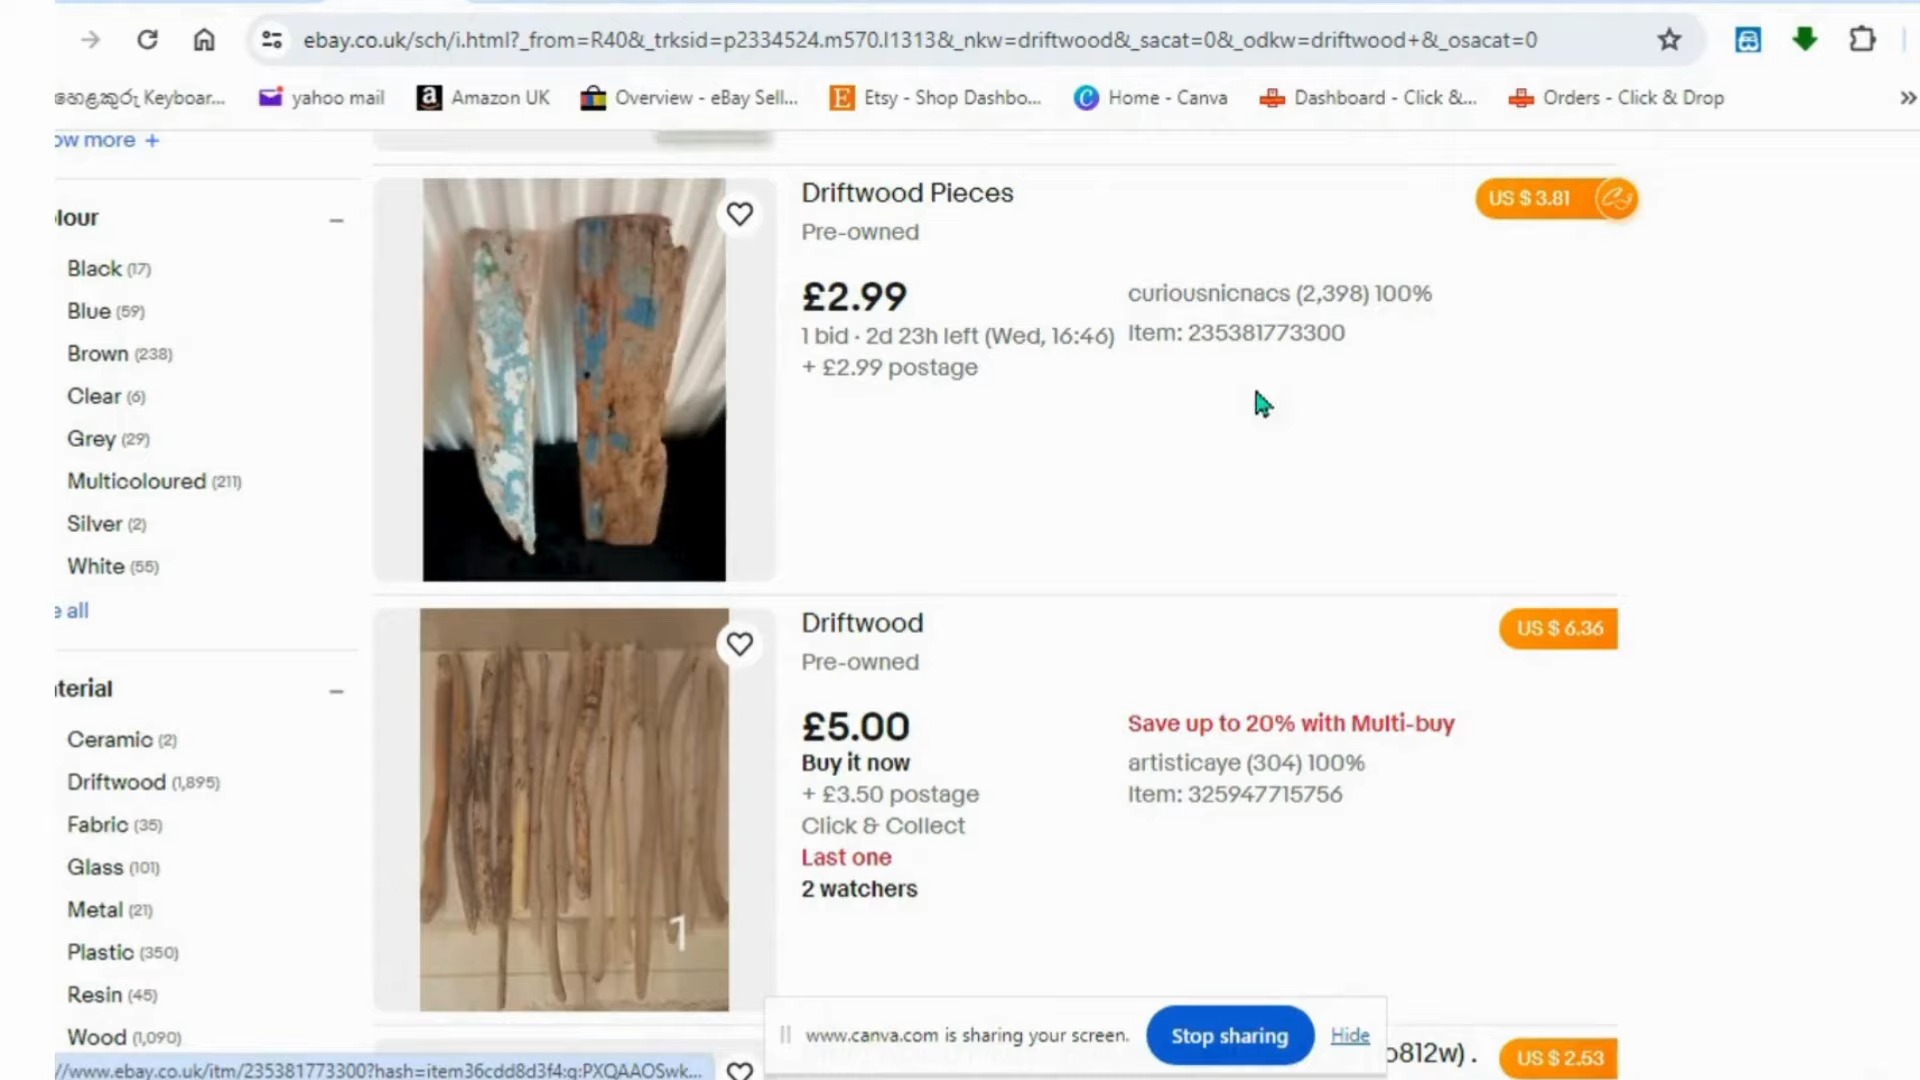 ebay.co.uk/sch/i.html?_from=R40&_trksid=p2334524.m570.l1313&_nkw=driftwood&_sacat=0&_odkw=driftwood+&_osacat=0
හෙළකුරු Keyboar... yahoo mail Amazon UK Overview - eBay Sell... Etsy - Shop Dashbo... Home - Canva Dashboard - Click &... Orders - Click & Drop »
ow more +
lour
Black (17)
Blue (59)
Brown (238)
Clear (6)
Grey (29)
Multicoloured (211)
Silver (2)
White (55)
e all
terial
Ceramic (2)
Driftwood (1,895)
Fabric (35)
Glass (101)
Metal (21)
Plastic (350)
Resin (45)
Wood (1,090)
Driftwood Pieces
US $ 3.81
Pre-owned
£2.99
1 bid · 2d 23h left (Wed, 16:46)
+ £2.99 postage
curiousnicnacs (2,398) 100%
Item: 235381773300
Driftwood
US $ 6.36
Pre-owned
£5.00
Buy it now
+ £3.50 postage
Click & Collect
Last one
2 watchers
Save up to 20% with Multi-buy
artisticaye (304) 100%
Item: 325947715756
1
www.canva.com is sharing your screen. Stop sharing Hide
o812w).
US $ 2.53
//www.ebay.co.uk/itm/235381773300?hash=item36cdd8d3f4:g:PXQAAOSwk...